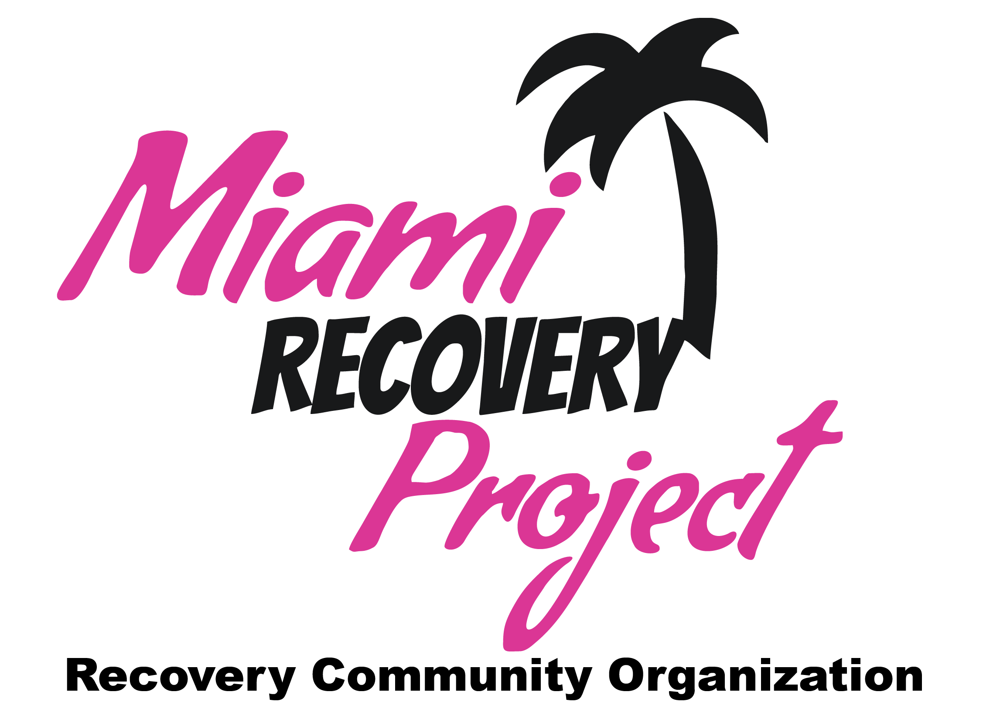 Miami
RECOVERY
Project
Recovery Community Organization